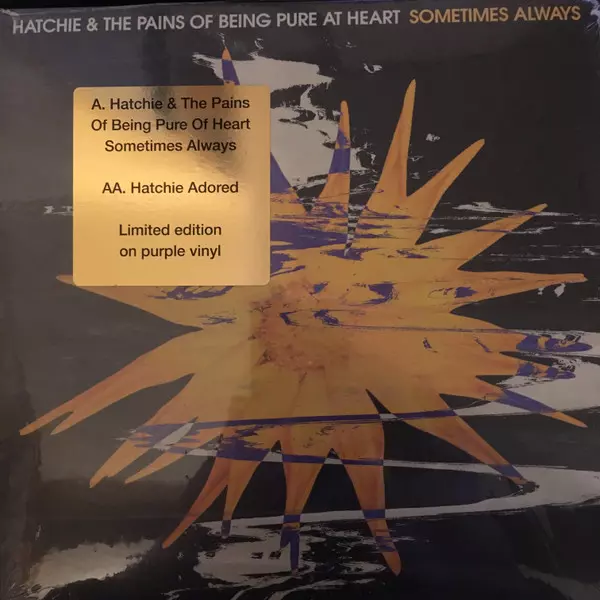 HATCHIE & THE PAINS OF BEING PURE AT HEART SOMETIMES ALWAYS
A. Hatchie & The Pains
Of Being Pure Of Heart
Sometimes Always
AA. Hatchie Adored
Limited edition
on purple vinyl